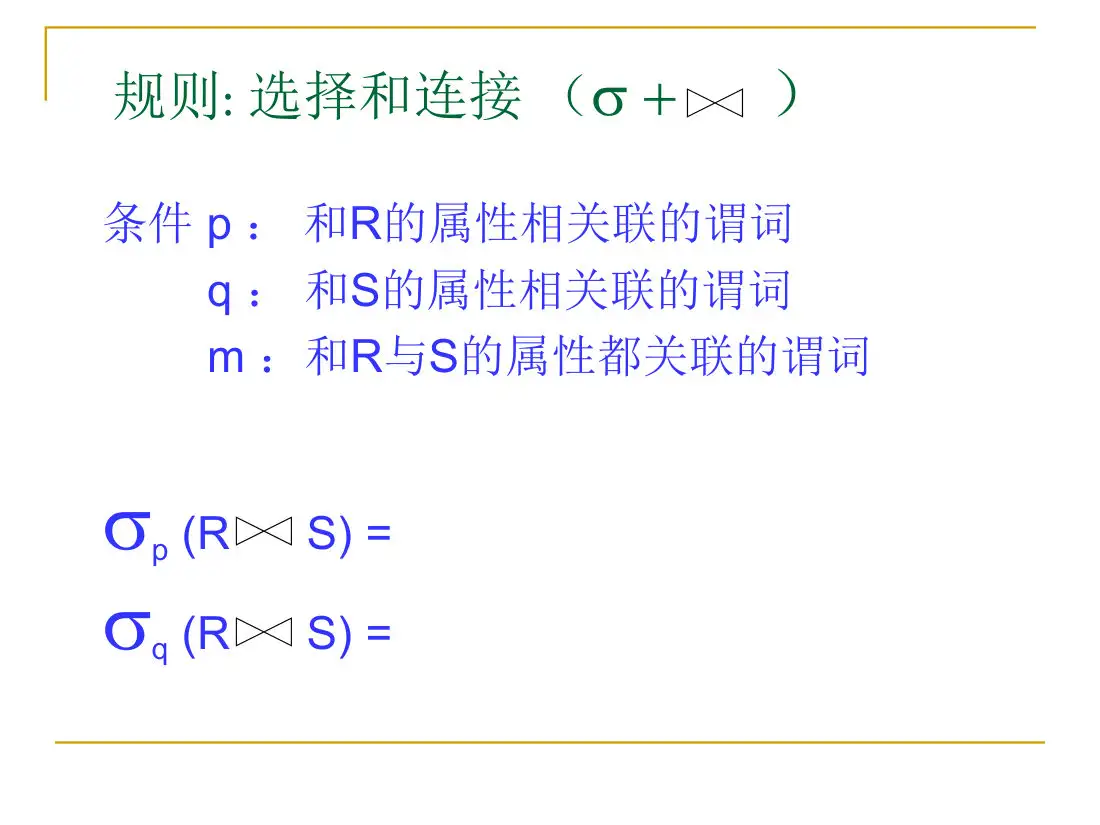 规则: 选择和连接 （σ + ⋈ ）
条件 p ： 和R的属性相关联的谓词
q ： 和S的属性相关联的谓词
m ：和R与S的属性都关联的谓词
σp (R ⋈ S) =
σq (R ⋈ S) =